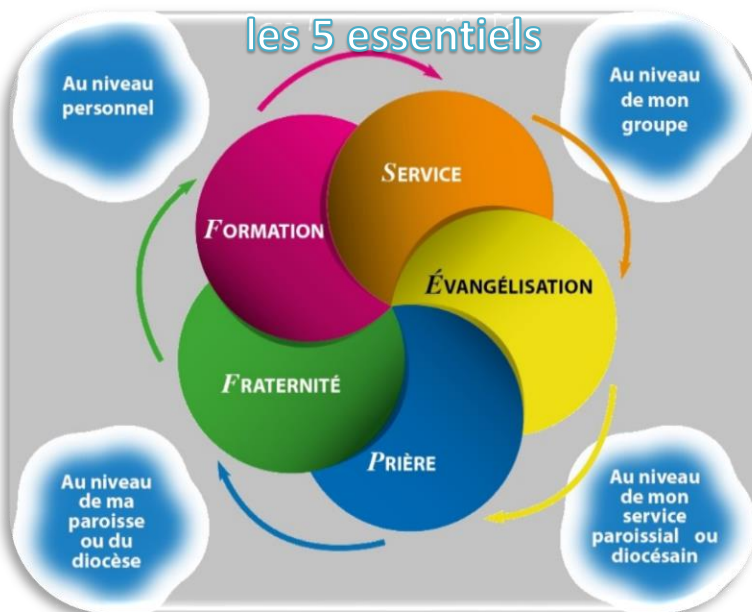 les 5 essentiels
Au niveau
personnel
Au niveau
de mon
groupe
SERVICE
FORMATION
ÉVANGÉLISATION
FRATERNITÉ
PRIÈRE
Au niveau
de ma
paroisse
ou du
diocèse
Au niveau
de mon
service
paroissial ou
diocésain